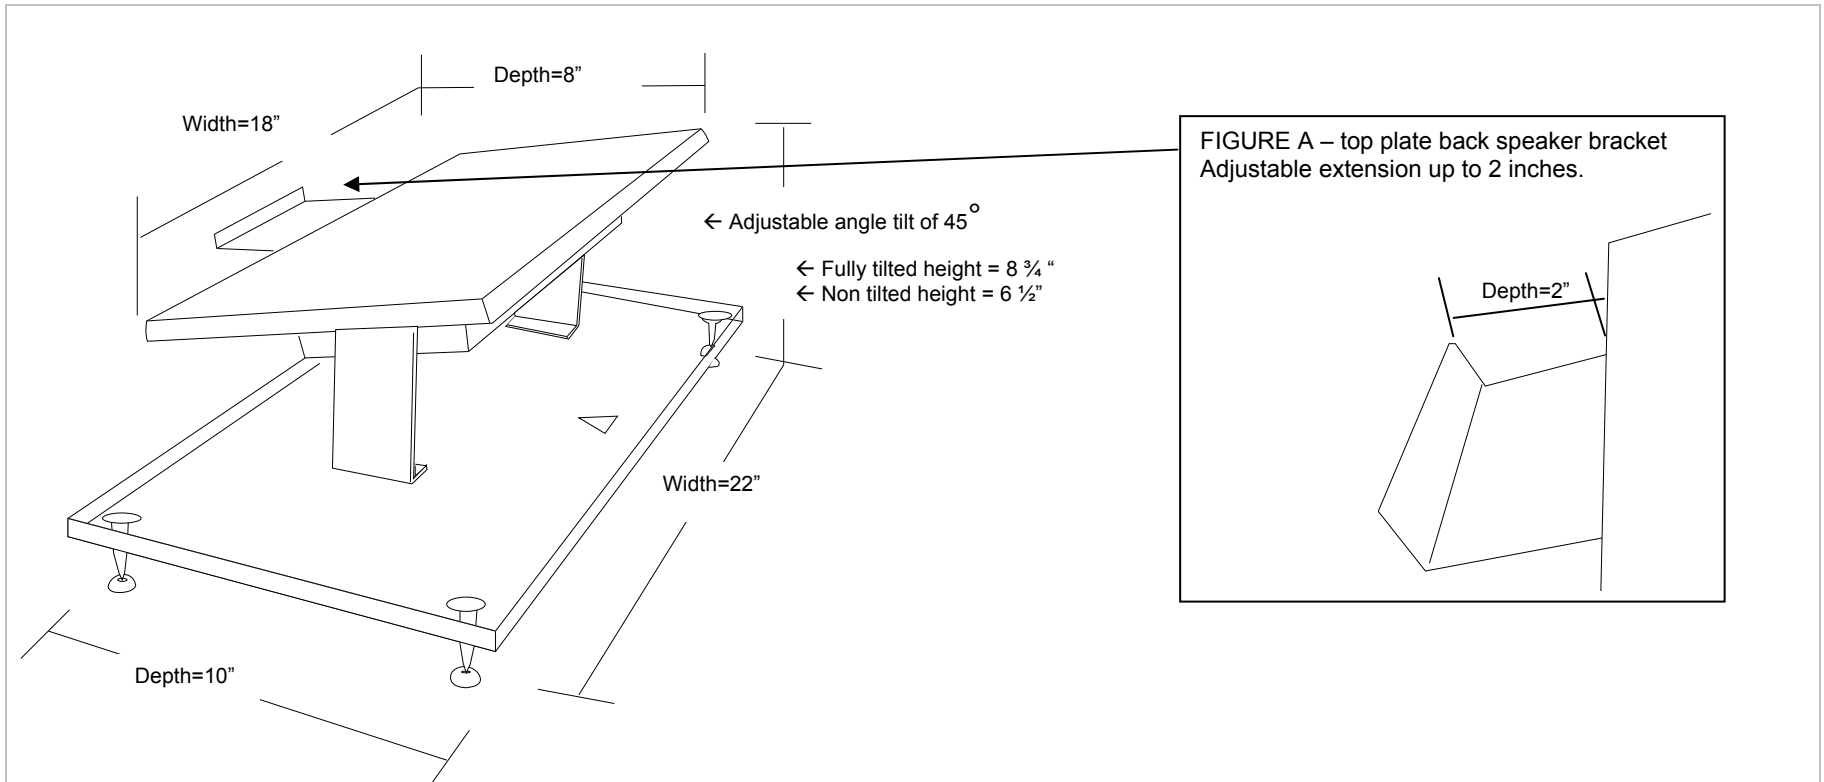 Depth=8”
Width=18”
FIGURE A – top plate back speaker bracket
Adjustable extension up to 2 inches.
← Adjustable angle tilt of 45°
← Fully tilted height = 8 ¾ “
← Non tilted height = 6 ½”
Depth=2”
Width=22”
Depth=10”